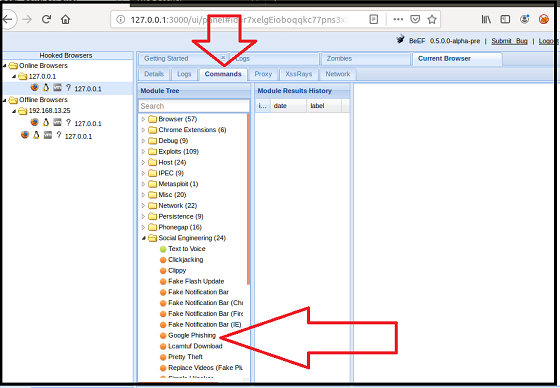 127.0.0.1:3000/ui/panel#id=
BeEF 0.5.0-alpha-pre | Submit Bug | Logout
Hooked Browsers
Getting Started
Logs
Zombies
Current Browser
Online Browsers
127.0.0.1
? 127.0.0.1
Offline Browsers
192.168.13.25
? 127.0.0.1
? 127.0.0.1
Details
Logs
Commands
Proxy
XssRays
Network
Module Tree
Search
Browser (57)
Chrome Extensions (6)
Debug (9)
Exploits (109)
Host (24)
IPEC (9)
Metasploit (1)
Misc (20)
Network (22)
Persistence (9)
Phonegap (16)
Social Engineering (24)
Text to Voice
Clickjacking
Clippy
Fake Flash Update
Fake Notification Bar
Fake Notification Bar (Chr
Fake Notification Bar (Fire
Fake Notification Bar (IE)
Google Phishing
Lcamtuf Download
Pretty Theft
Replace Videos (Fake Plu
Module Results History
i... date label